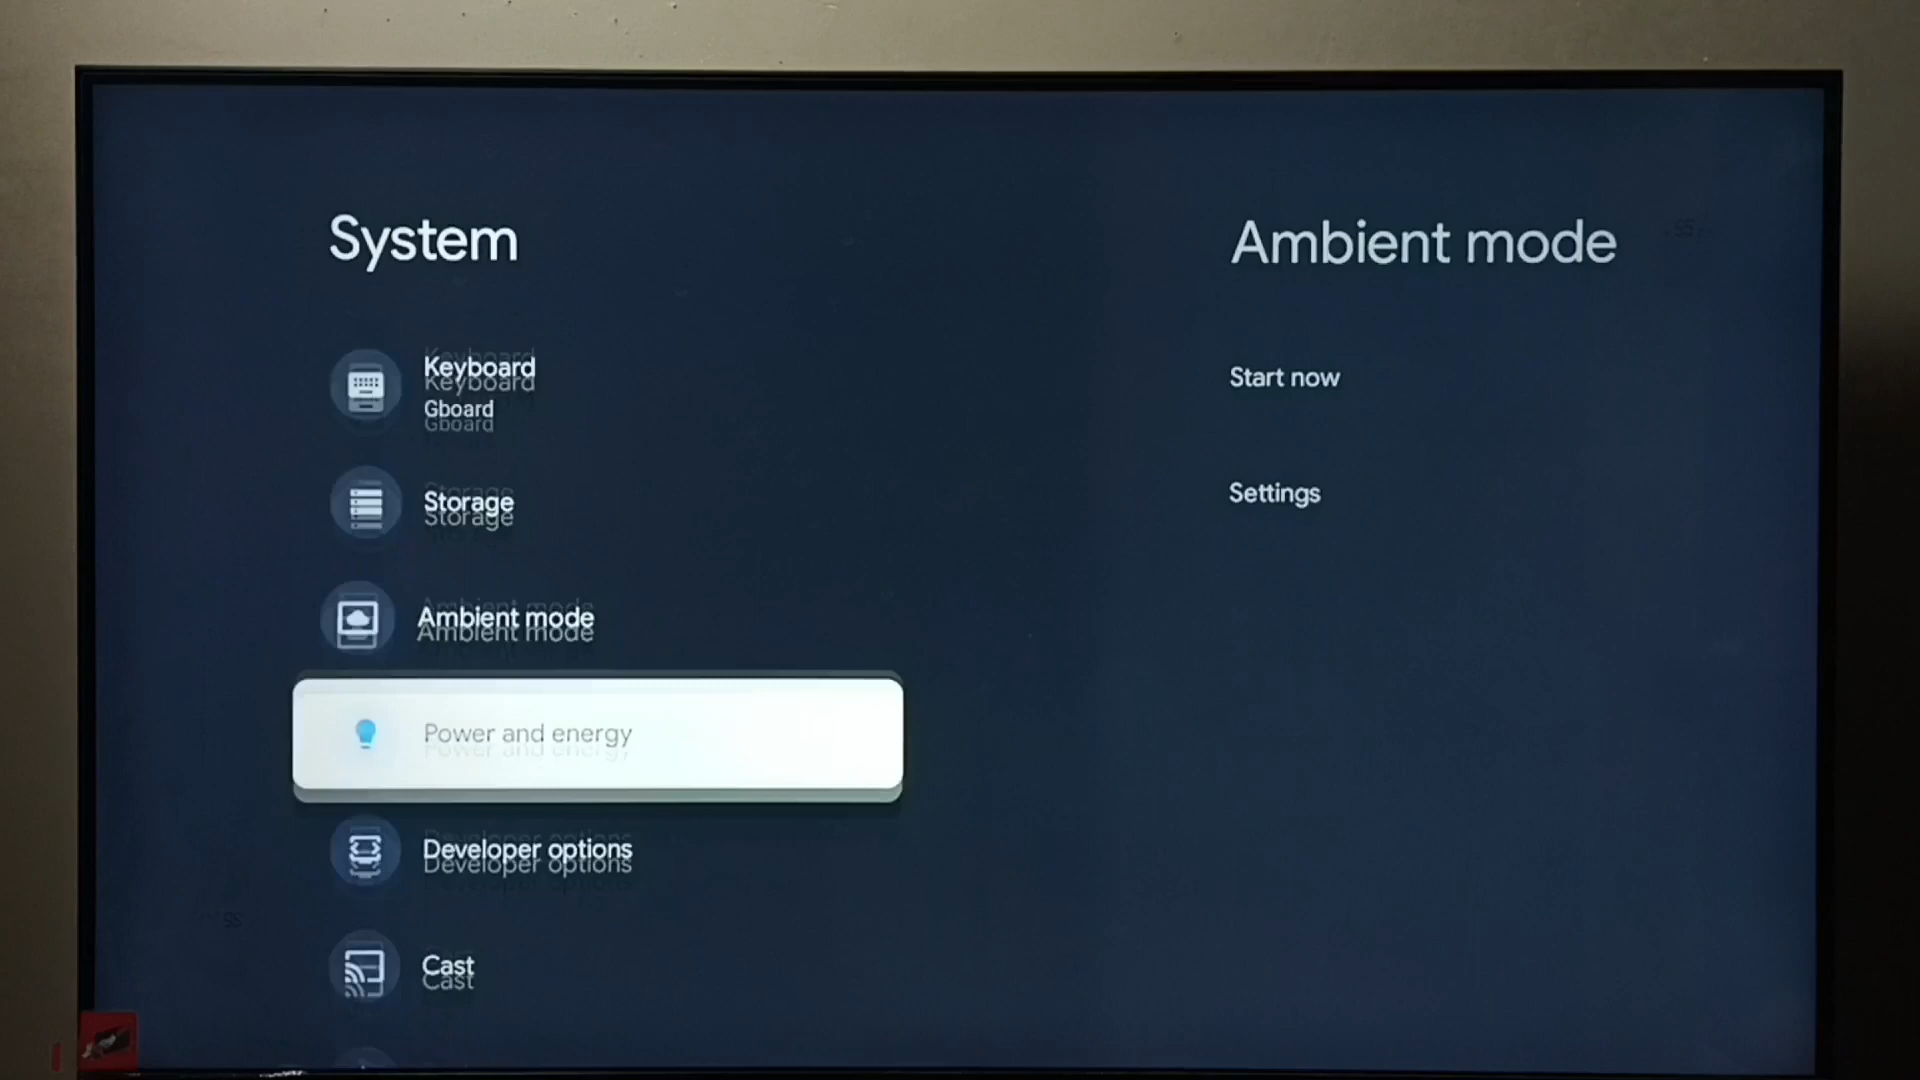 System
Keyboard
Gboard
Storage
Ambient mode
Power and energy
Developer options
Cast
Ambient mode
Start now
Settings